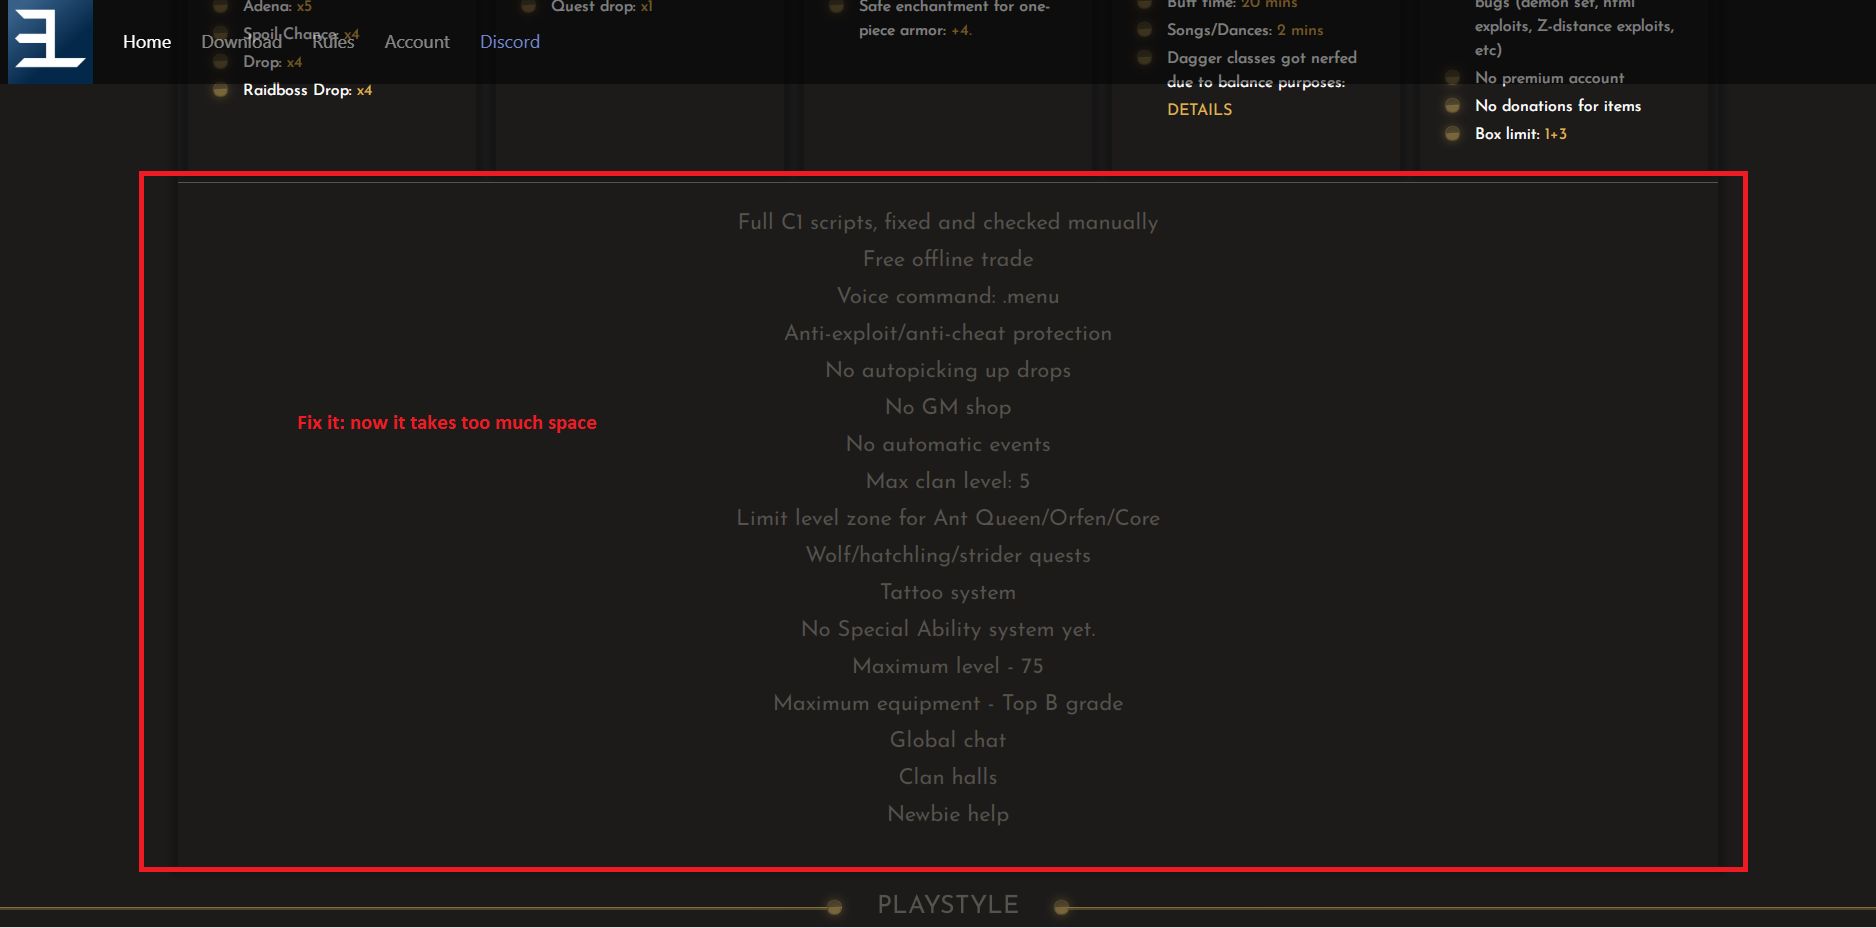 Adena: x5
Spoil Chance: x4
Drop: x4
Raidboss Drop: x4
Quest drop: x1
Safe enchantment for one-
piece armor: +4.
Buff time: 20 mins
Songs/Dances: 2 mins
Dagger classes got nerfed
due to balance purposes:
DETAILS
bugs (demon set, html
exploits, Z-distance exploits,
etc)
No premium account
No donations for items
Box limit: 1+3
Home Download Rules Account Discord
Full C1 scripts, fixed and checked manually
Free offline trade
Voice command: .menu
Anti-exploit/anti-cheat protection
No autopicking up drops
No GM shop
Fix it: now it takes too much space
No automatic events
Max clan level: 5
Limit level zone for Ant Queen/Orfen/Core
Wolf/hatchling/strider quests
Tattoo system
No Special Ability system yet.
Maximum level - 75
Maximum equipment - Top B grade
Global chat
Clan halls
Newbie help
PLAYSTYLE